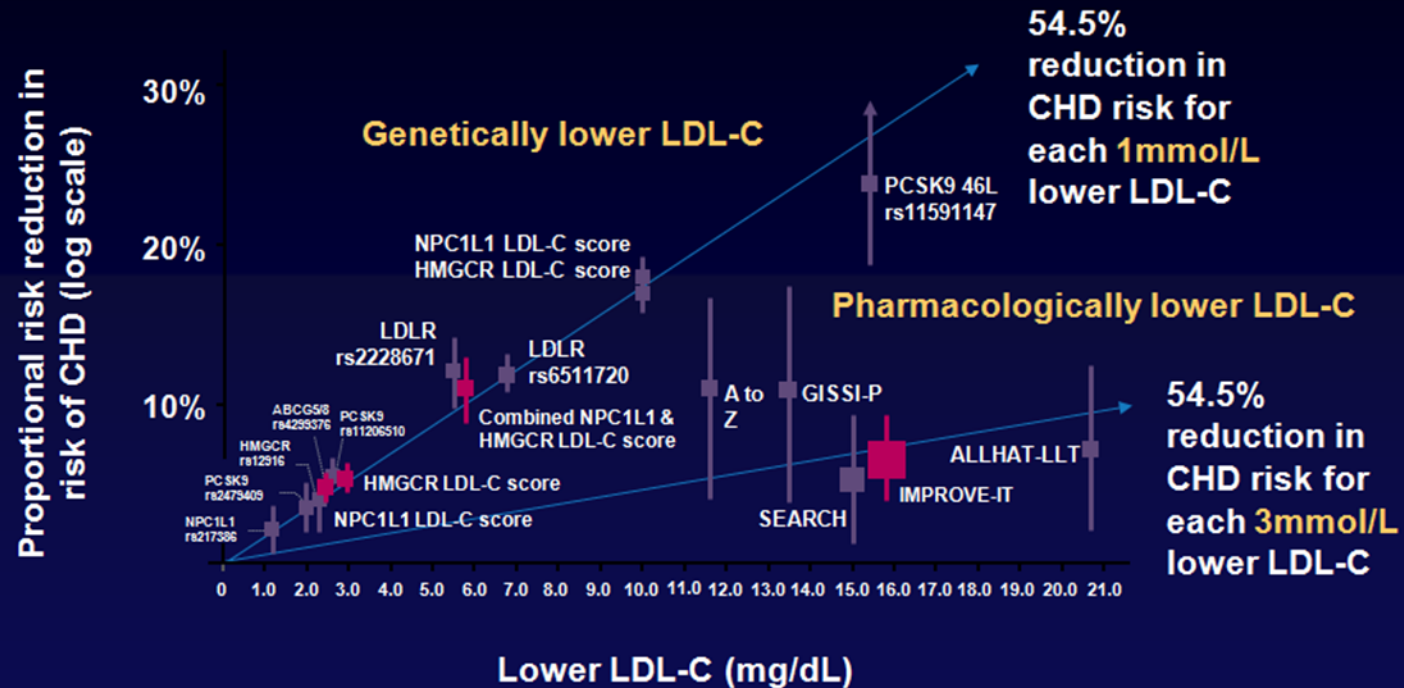 54.5%
reduction in
CHD risk for
each 1mmol/L
lower LDL-C
Proportional risk reduction in
risk of CHD (log scale)
30%
20%
10%
Genetically lower LDL-C
PCSK9 46L
rs11591147
NPC1L1 LDL-C score
HMGCR LDL-C score
Pharmacologically lower LDL-C
LDLR
rs2228671
LDLR
rs6511720
Combined NPC1L1 &
HMGCR LDL-C score
A to
Z
GISSI-P
54.5%
reduction in
CHD risk for
each 3mmol/L
lower LDL-C
ABCG5/8
rs4299376
PCSK9
rs11206510
HMGCR
rs12916
PCSK9
rs2479409
NPC1L1
rs217386
HMGCR LDL-C score
NPC1L1 LDL-C score
ALLHAT-LLT
IMPROVE-IT
SEARCH
0 1.0 2.0 3.0 4.0 5.0 6.0 7.0 8.0 9.0 10.0 11.0 12.0 13.0 14.0 15.0 16.0 17.0 18.0 19.0 20.0 21.0
Lower LDL-C (mg/dL)